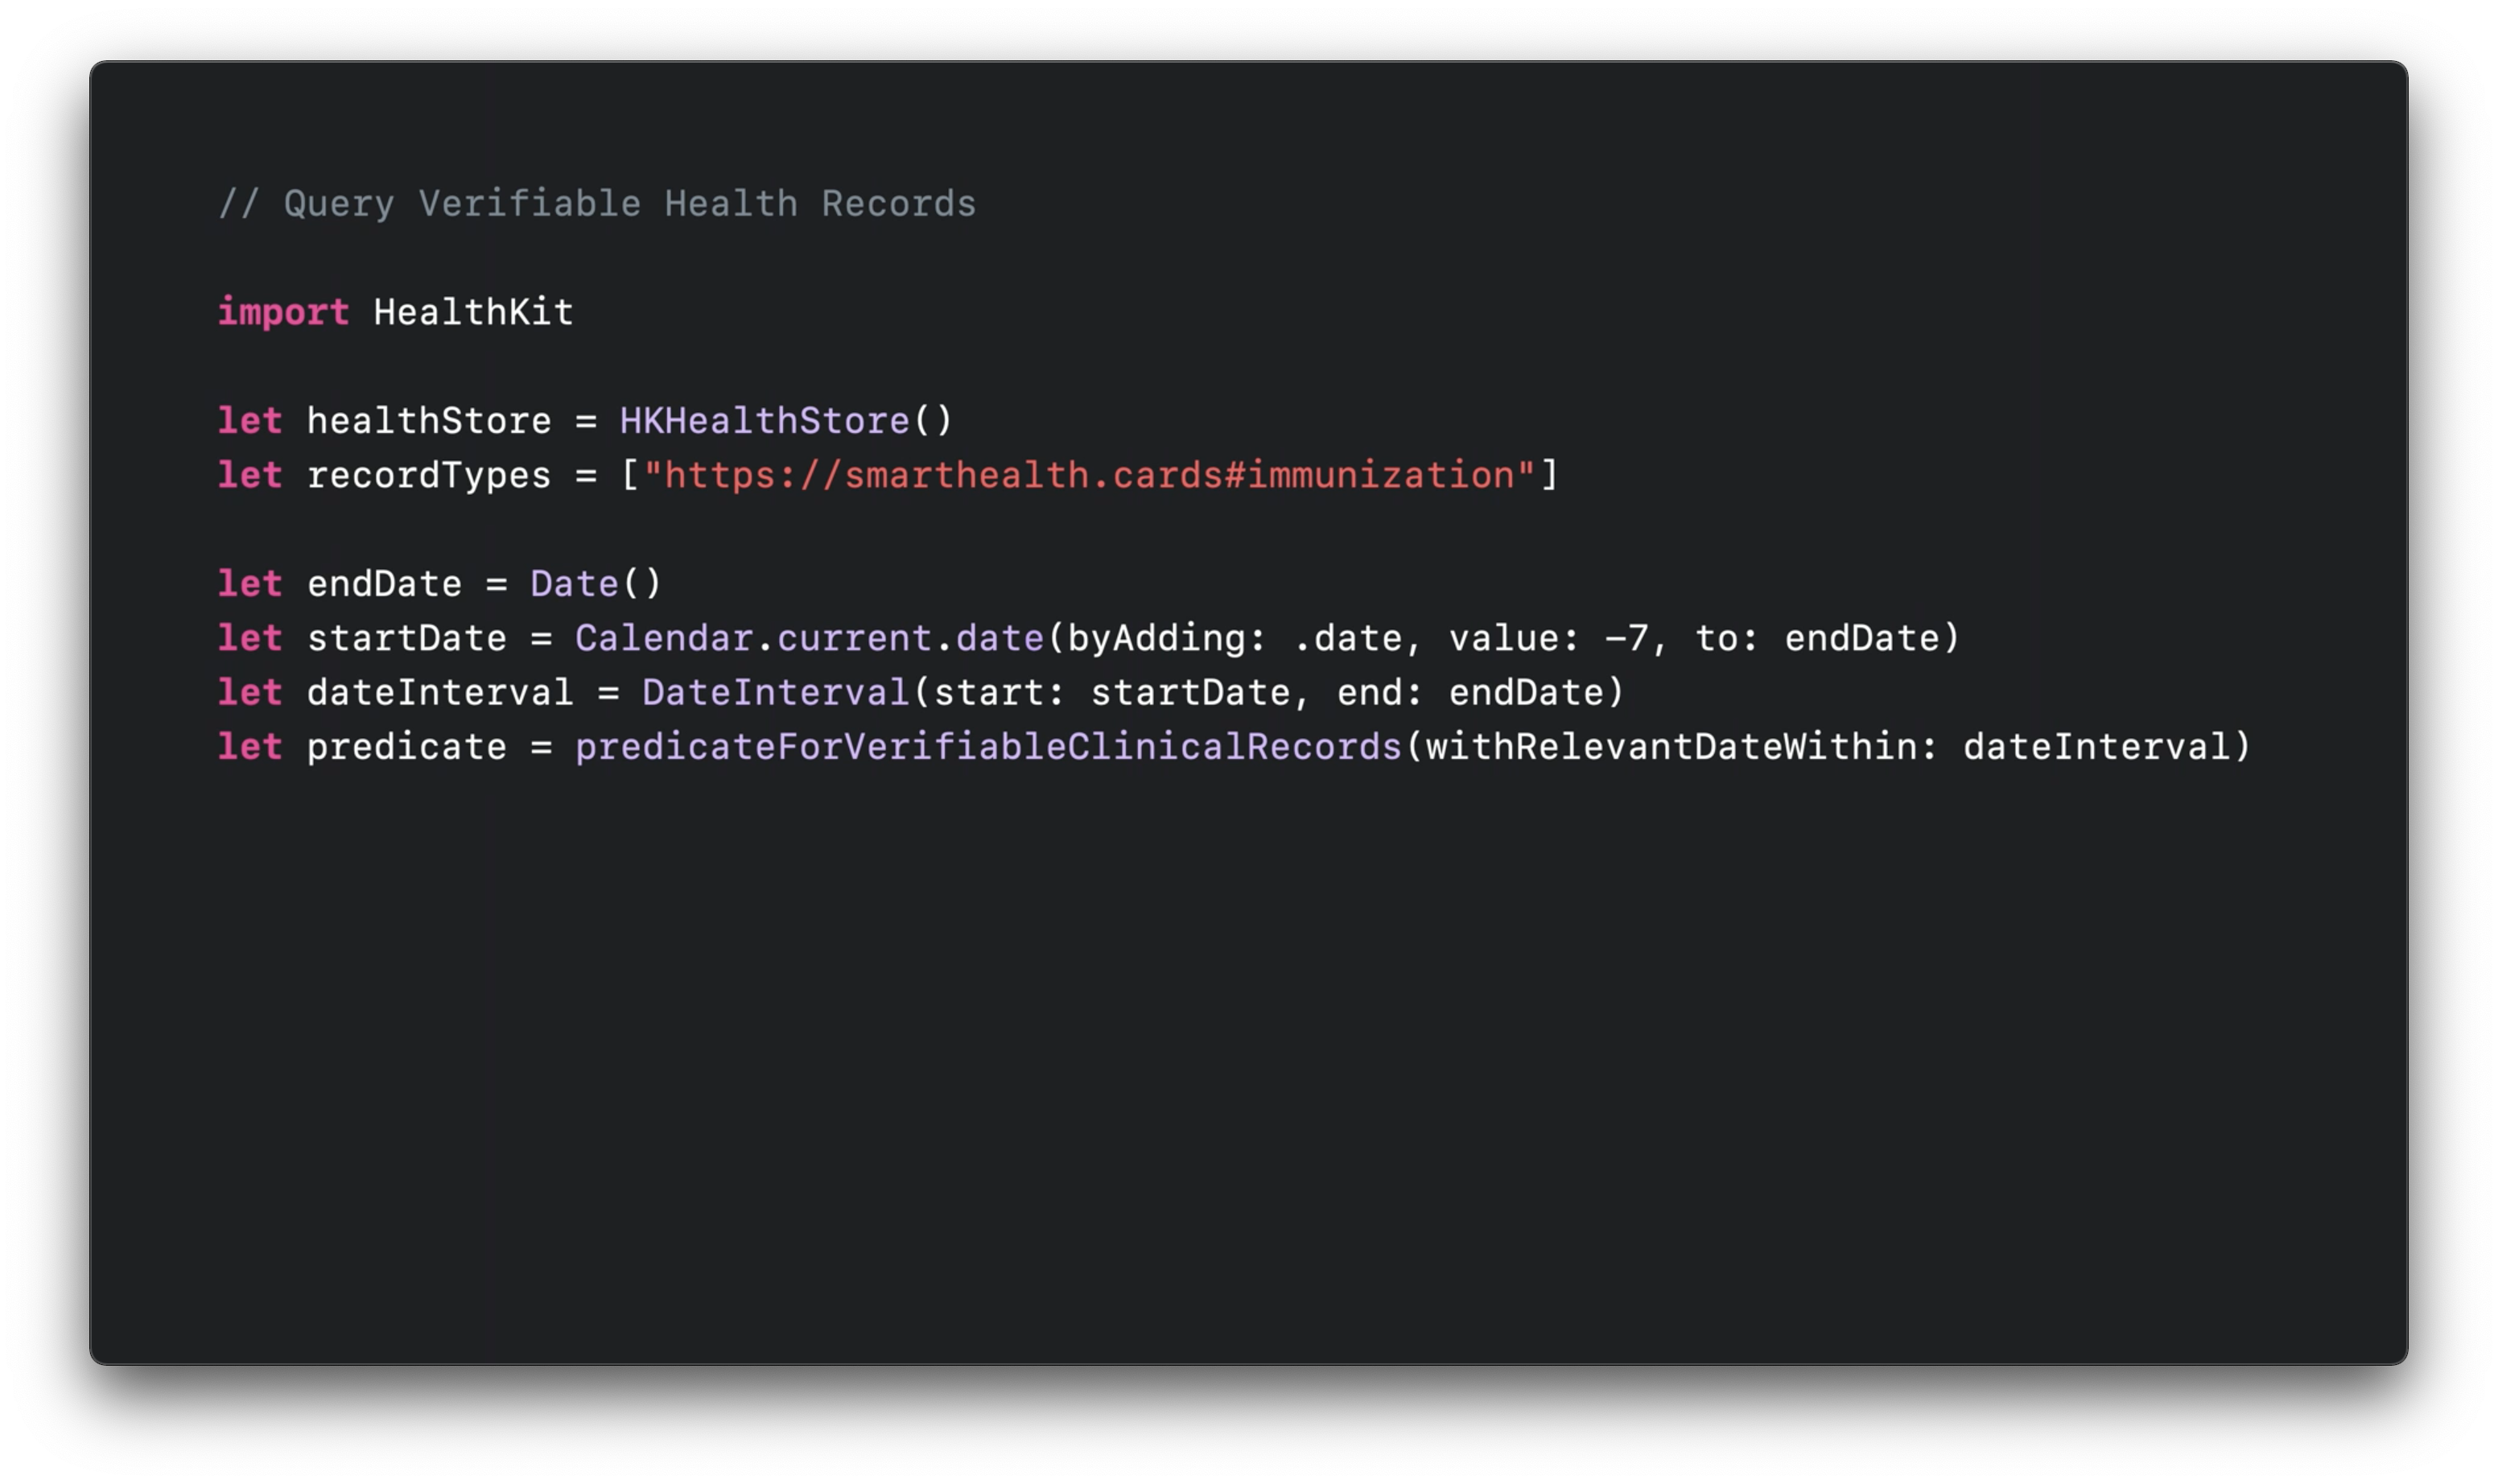 // Query Verifiable Health Records
import HealthKit
let healthStore = HKHealthStore()
let recordTypes = ["https://smarthealth.cards#immunization"]
let endDate = Date()
let startDate = Calendar.current.date(byAdding: .date, value: -7, to: endDate)
let dateInterval = DateInterval(start: startDate, end: endDate)
let predicate = predicateForVerifiableClinicalRecords(withRelevantDateWithin: dateInterval)